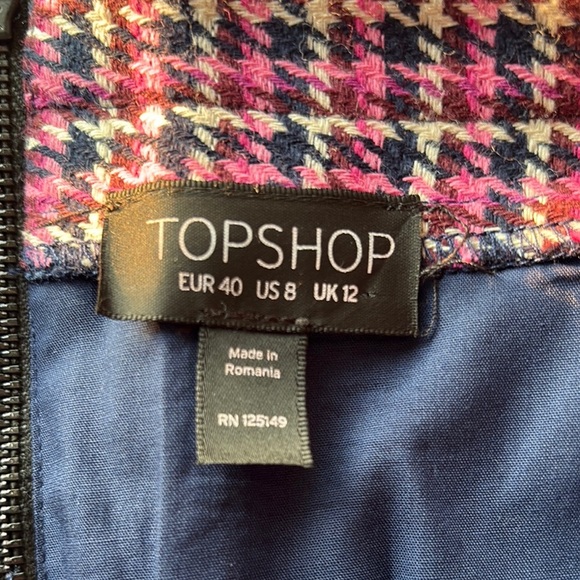 TOPSHOP
EUR 40 US 8 UK 12
Made in
Romania
RN 125149